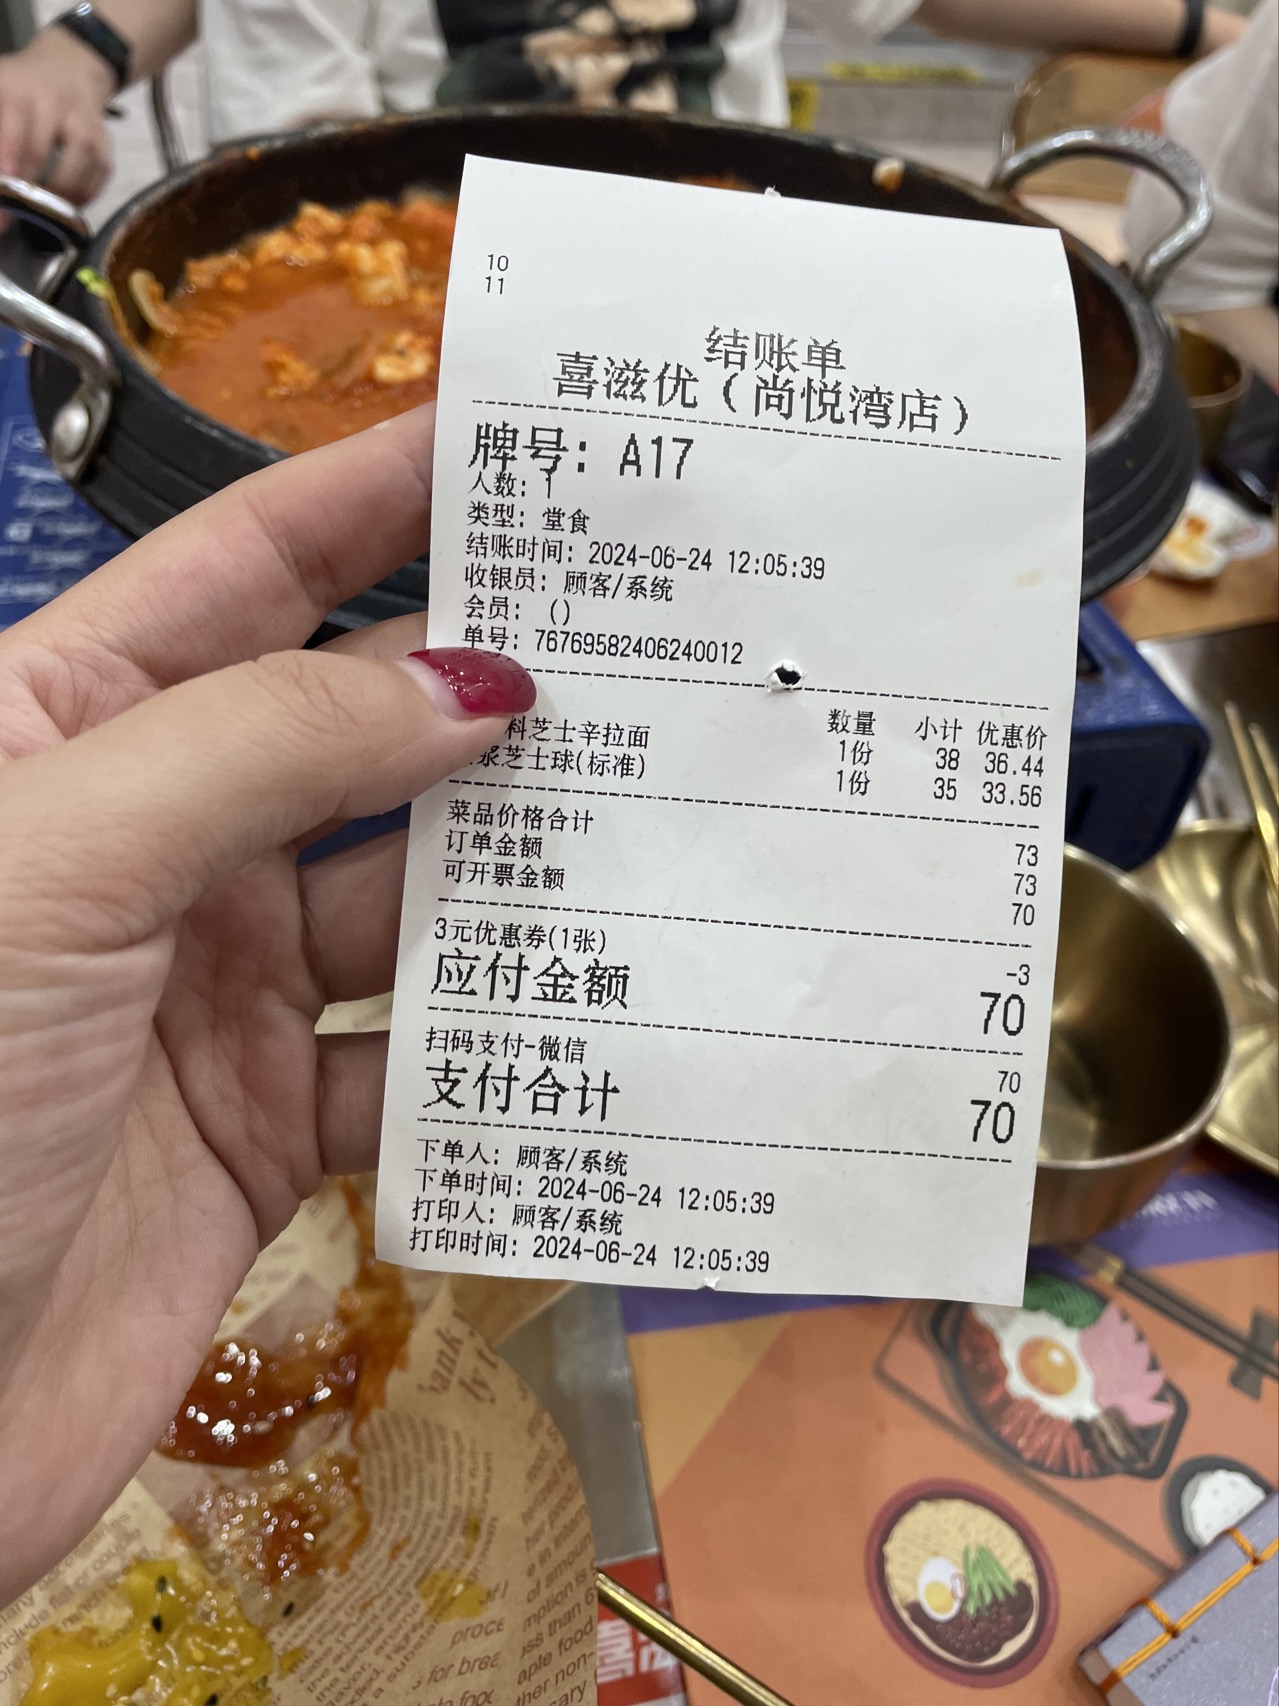 10
11
结账单
喜滋优（尚悦湾店）
牌号: A17
人数: 1
类型: 堂食
结账时间: 2024-06-24 12:05:39
收银员: 顾客/系统
会员: ()
单号: 76769582406240012
数量 小计 优惠价
料芝士辛拉面 1份 38 36.44
浆芝士球(标准) 1份 35 33.56
菜品价格合计 73
订单金额 73
可开票金额 70
3元优惠券(1张) -3
应付金额 70
扫码支付-微信 70
支付合计 70
下单人: 顾客/系统
下单时间: 2024-06-24 12:05:39
打印人: 顾客/系统
打印时间: 2024-06-24 12:05:39